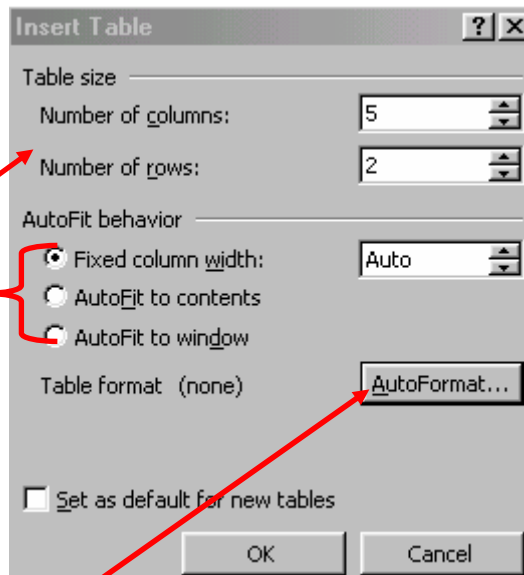 Insert Table ? X
Table size
Number of columns: 5
Number of rows: 2
AutoFit behavior
Fixed column width: Auto
AutoFit to contents
AutoFit to window
Table format (none) AutoFormat...
Set as default for new tables
OK Cancel